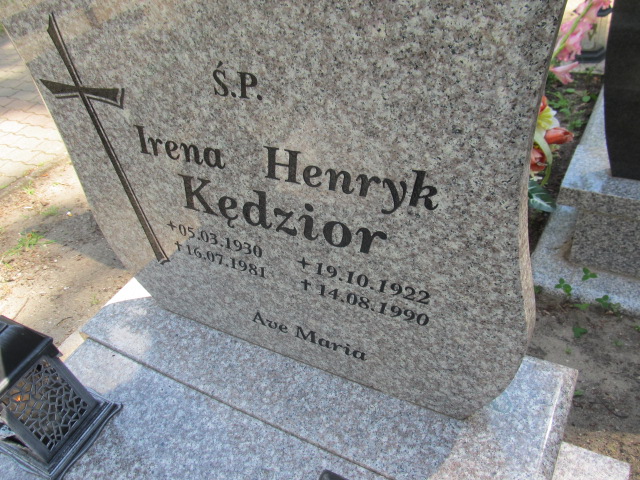 Ś.P.
Irena Henryk
Kędzior
+05.03.1930 +19.10.1922
†16.07.1981 †14.08.1990
Ave Maria